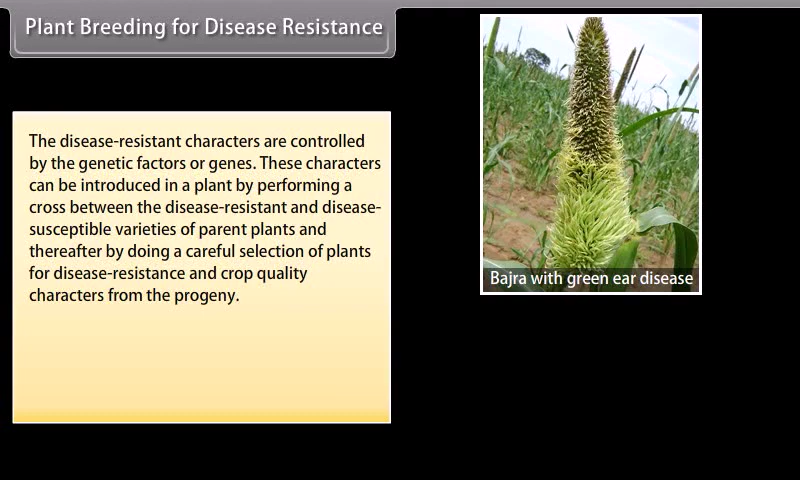 Plant Breeding for Disease Resistance
The disease-resistant characters are controlled
by the genetic factors or genes. These characters
can be introduced in a plant by performing a
cross between the disease-resistant and disease-
susceptible varieties of parent plants and
thereafter by doing a careful selection of plants
for disease-resistance and crop quality
characters from the progeny.
Bajra with green ear disease